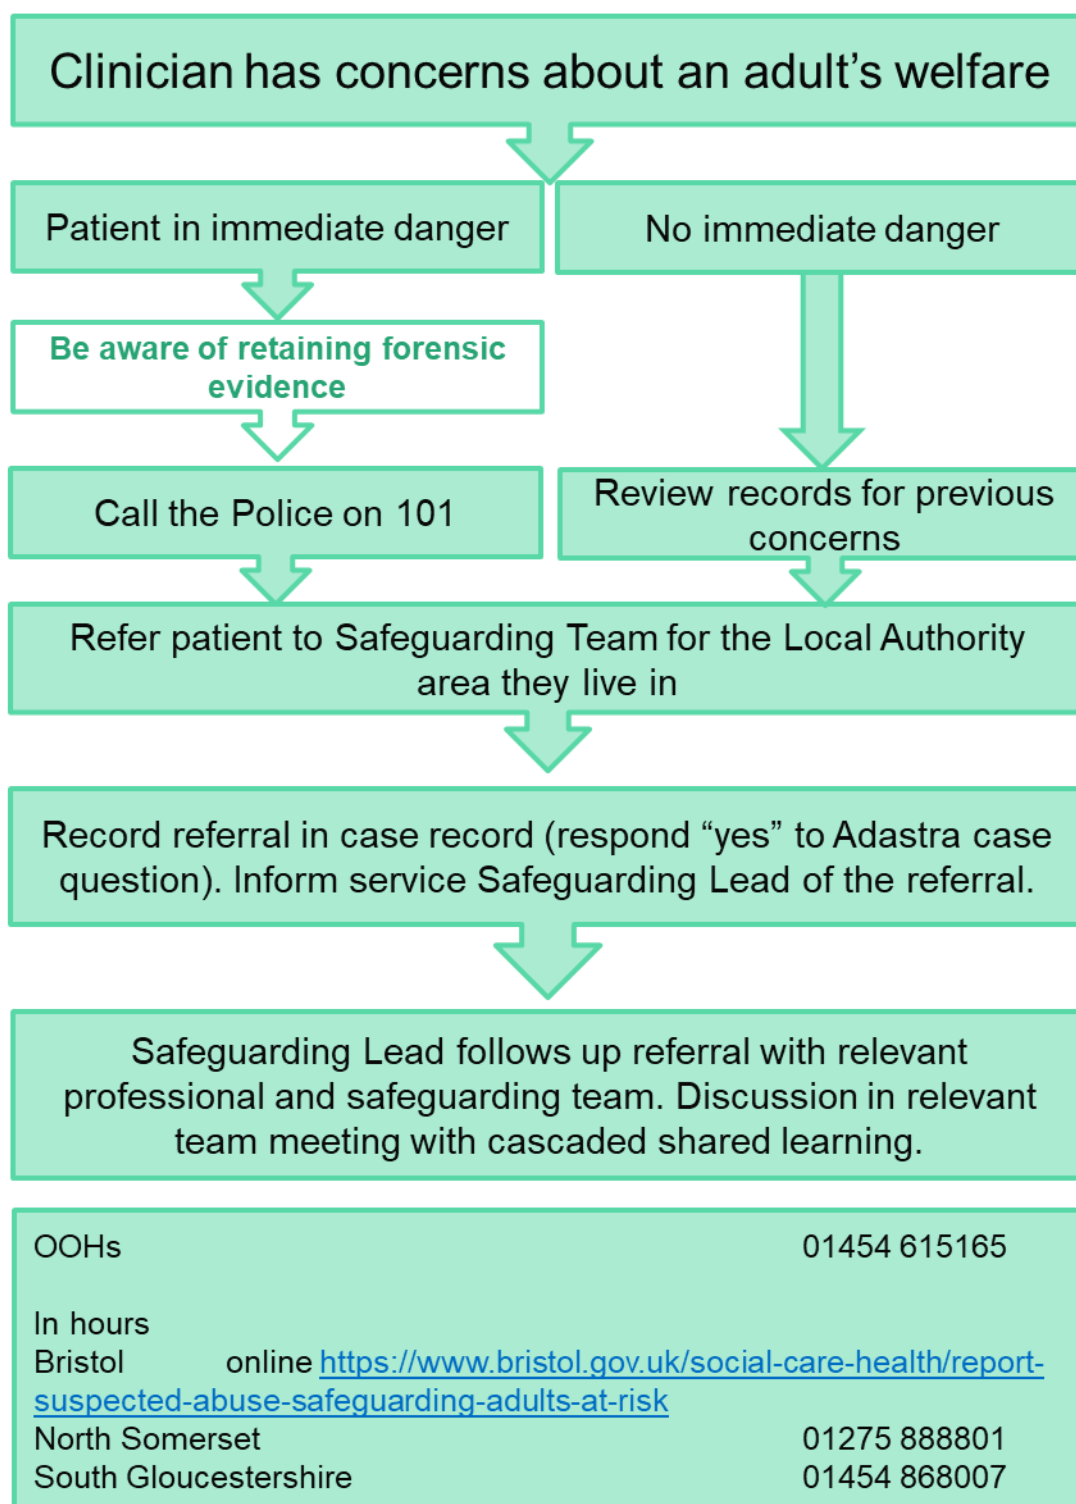 Clinician has concerns about an adult's welfare
Patient in immediate danger
No immediate danger
Be aware of retaining forensic
evidence
Call the Police on 101
Review records for previous
concerns
Refer patient to Safeguarding Team for the Local Authority
area they live in
Record referral in case record (respond “yes” to Adastra case
question). Inform service Safeguarding Lead of the referral.
Safeguarding Lead follows up referral with relevant
professional and safeguarding team. Discussion in relevant
team meeting with cascaded shared learning.
OOHs 01454 615165
In hours
Bristol online https://www.bristol.gov.uk/social-care-health/report-
suspected-abuse-safeguarding-adults-at-risk
North Somerset 01275 888801
South Gloucestershire 01454 868007